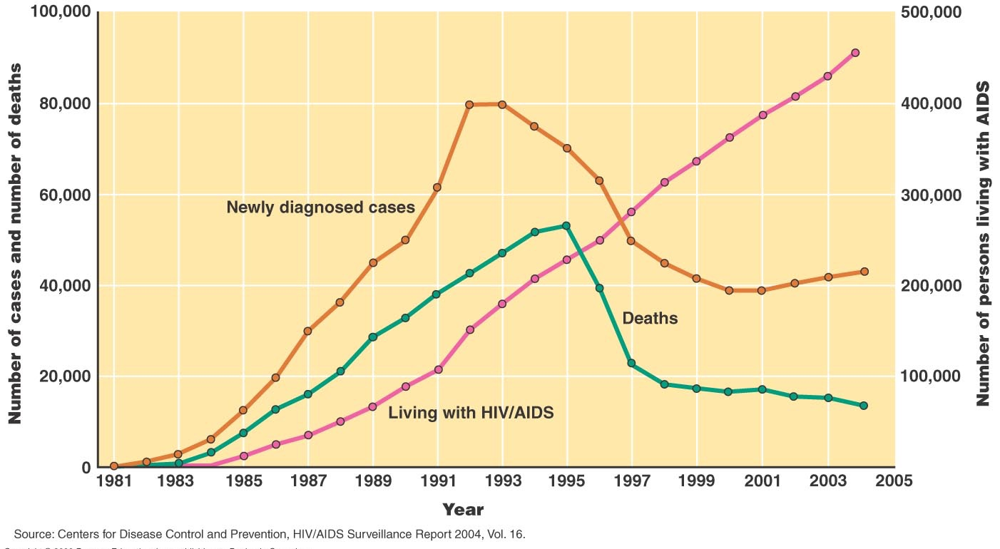 100,000
80,000
60,000
40,000
20,000
0
Number of cases and number of deaths
500,000
400,000
300,000
200,000
100,000
Number of persons living with AIDS
Newly diagnosed cases
Deaths
Living with HIV/AIDS
1981 1983 1985 1987 1989 1991 1993 1995 1997 1999 2001 2003 2005
Year
Source: Centers for Disease Control and Prevention, HIV/AIDS Surveillance Report 2004, Vol. 16.